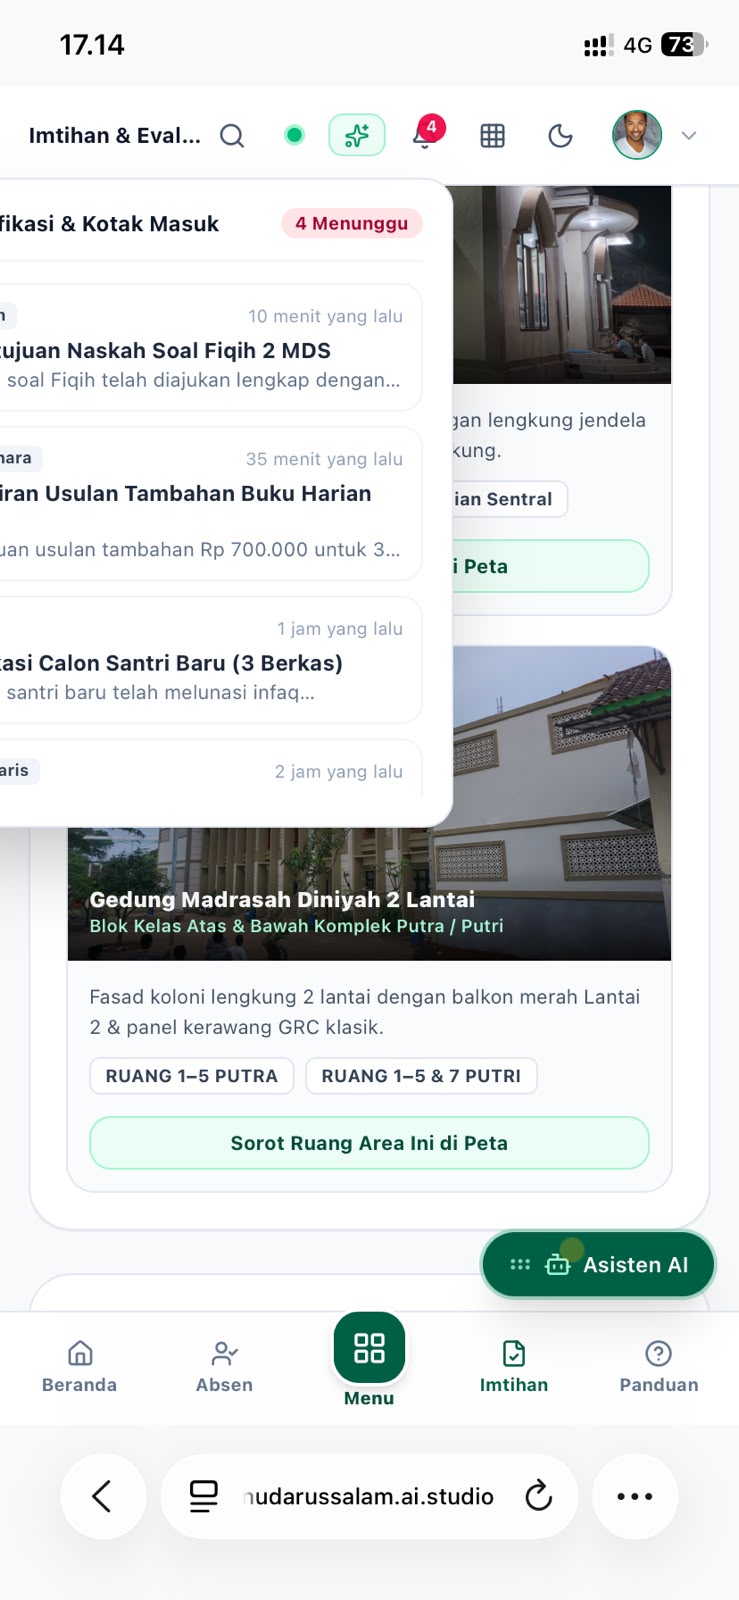 17.14
4G
73
Imtihan & Eval...
4
fikasi & Kotak Masuk
4 Menunggu
n
10 menit yang lalu
tujuan Naskah Soal Fiqih 2 MDS
soal Fiqih telah diajukan lengkap dengan...
hara
35 menit yang lalu
iran Usulan Tambahan Buku Harian
uan usulan tambahan Rp 700.000 untuk 3...
1 jam yang lalu
kasi Calon Santri Baru (3 Berkas)
santri baru telah melunasi infaq...
aris
2 jam yang lalu
gan lengkung jendela
kung.
ian Sentral
i Peta
Gedung Madrasah Diniyah 2 Lantai
Blok Kelas Atas & Bawah Komplek Putra / Putri
Fasad koloni lengkung 2 lantai dengan balkon merah Lantai
2 & panel kerawang GRC klasik.
RUANG 1–5 PUTRA
RUANG 1–5 & 7 PUTRI
Sorot Ruang Area Ini di Peta
Asisten AI
Beranda
Absen
Menu
Imtihan
Panduan
nudarussalam.ai.studio